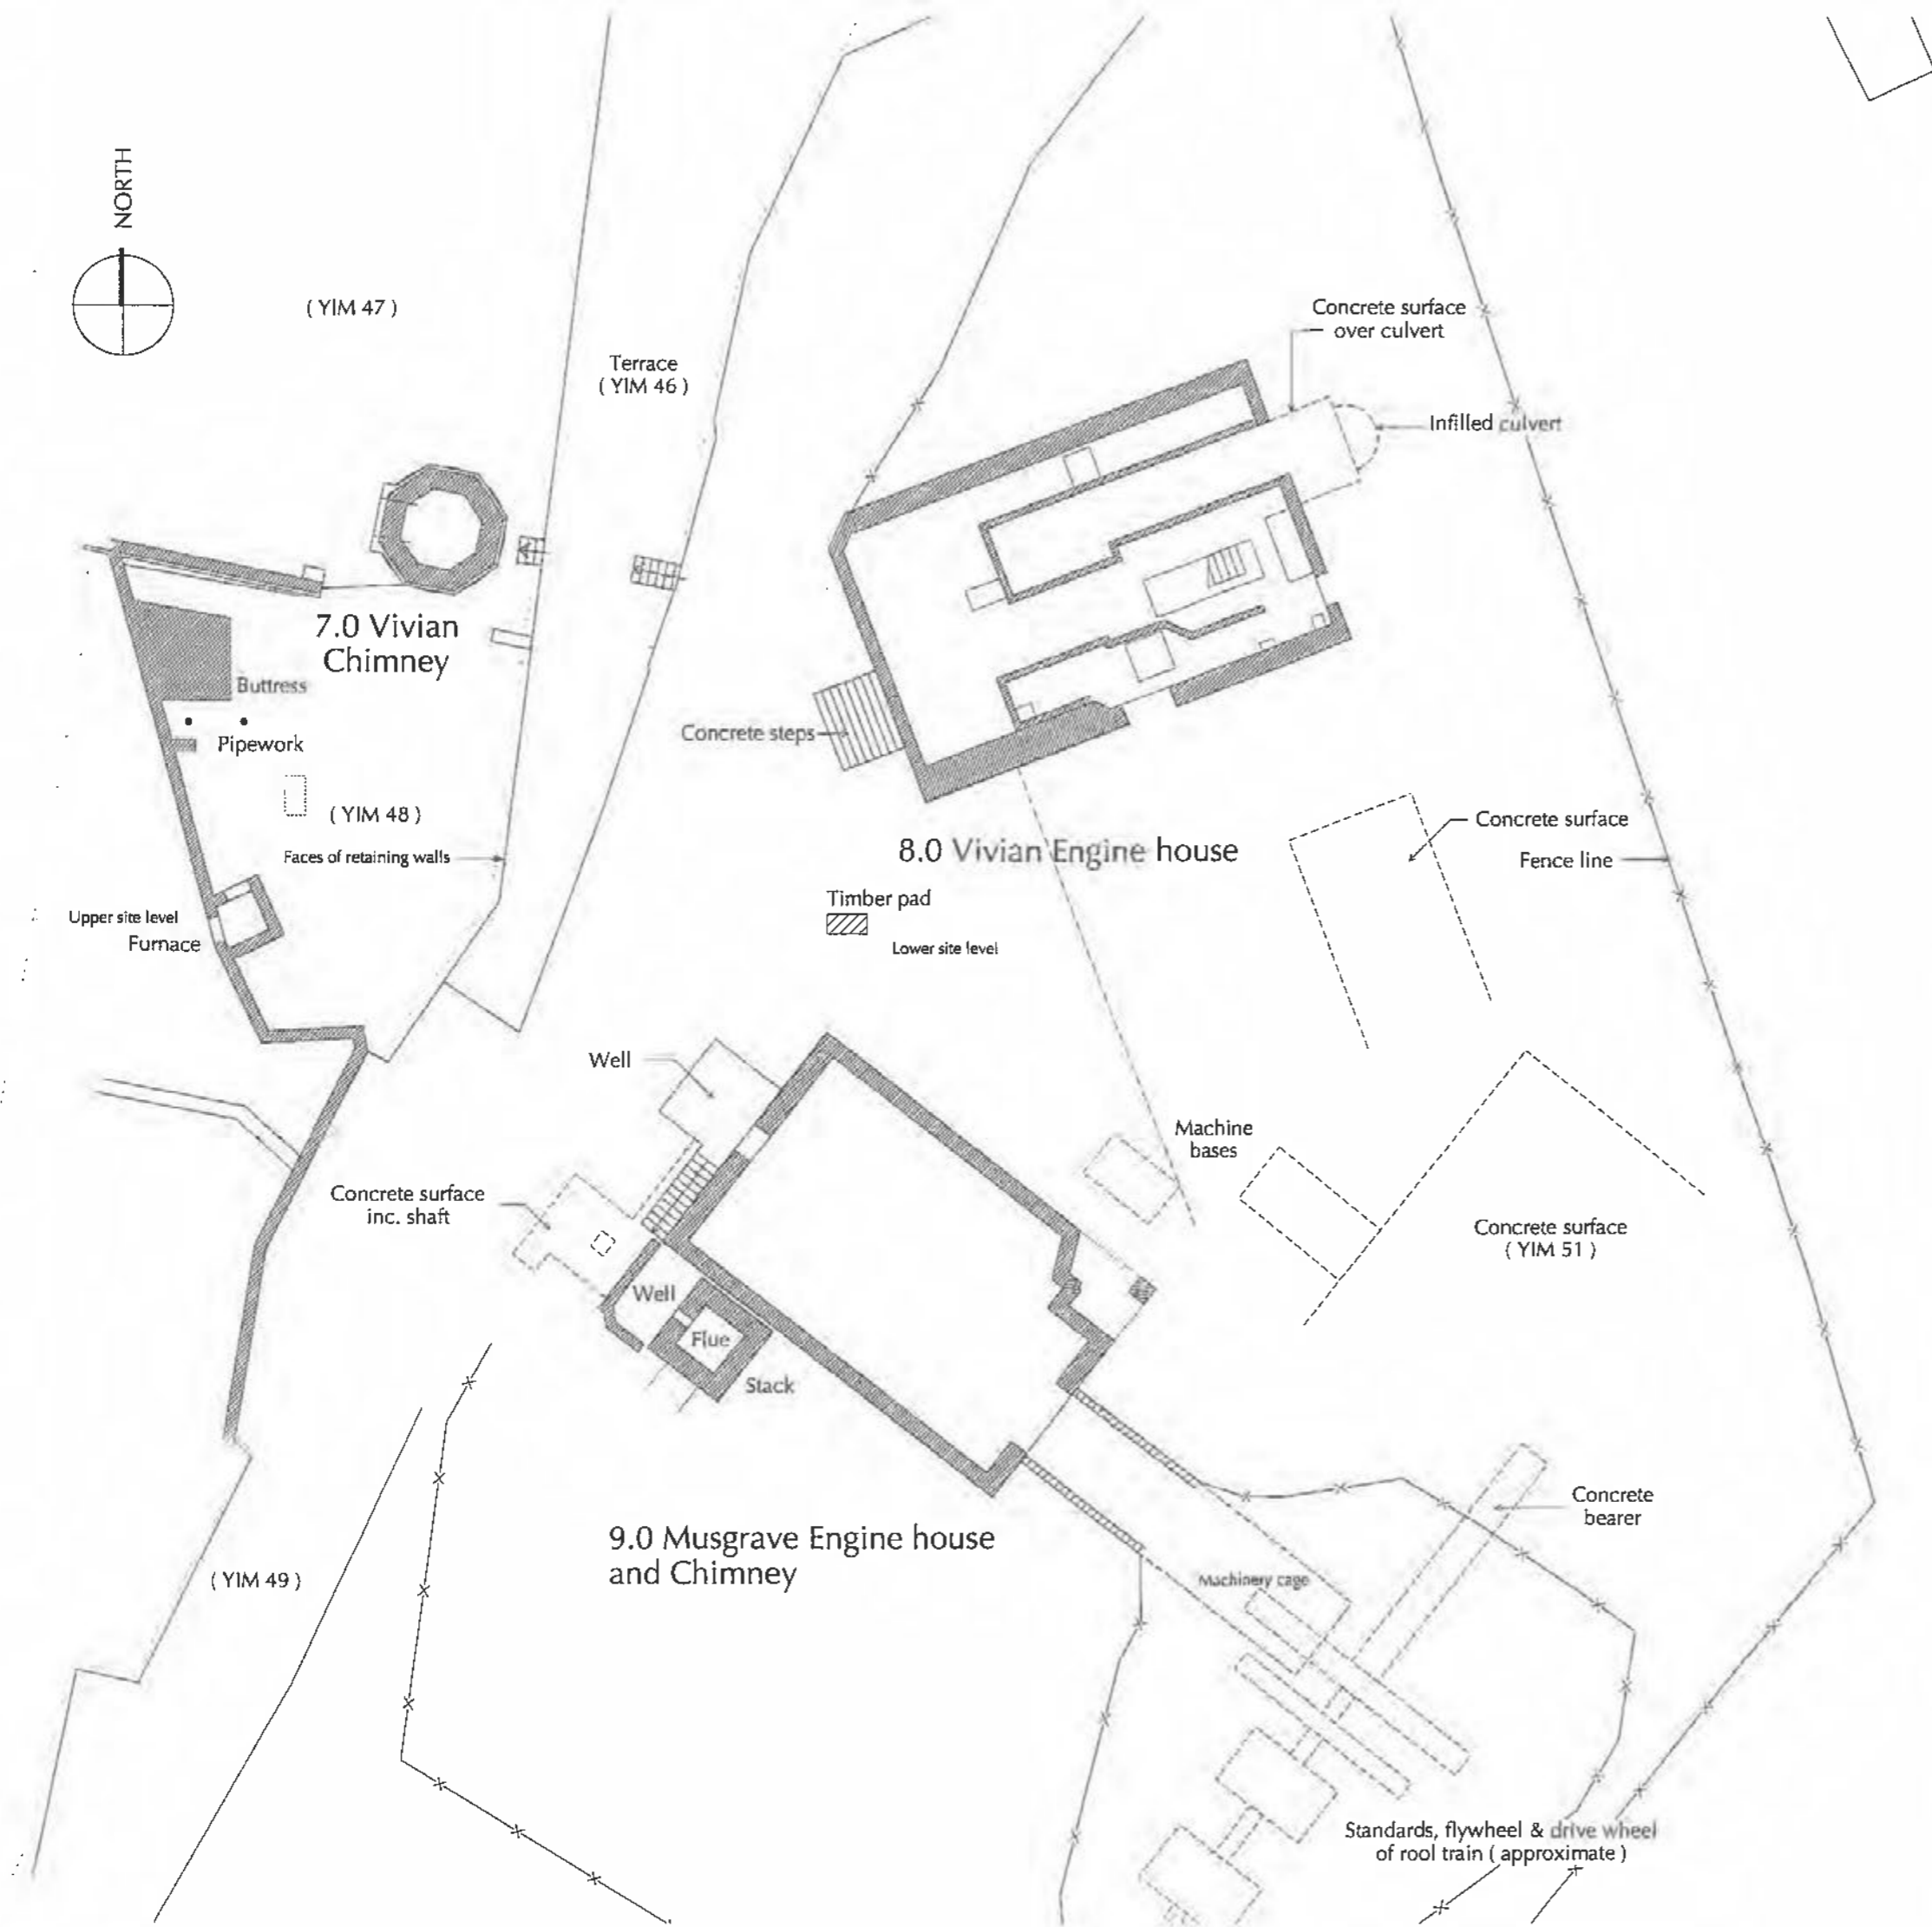 NORTH
( YIM 47 )
Terrace
( YIM 46 )
Concrete surface
over culvert
Infilled culvert
7.0 Vivian
Chimney
Buttress
Pipework
( YIM 48 )
Faces of retaining walls
Upper site level
Furnace
Concrete steps
8.0 Vivian Engine house
Timber pad
Lower site level
Concrete surface
Fence line
Well
Machine
bases
Concrete surface
inc. shaft
Concrete surface
( YIM 51 )
Well
Flue
Stack
Concrete
bearer
9.0 Musgrave Engine house
and Chimney
( YIM 49 )
Machinery cage
Standards, flywheel & drive wheel
of rool train ( approximate )